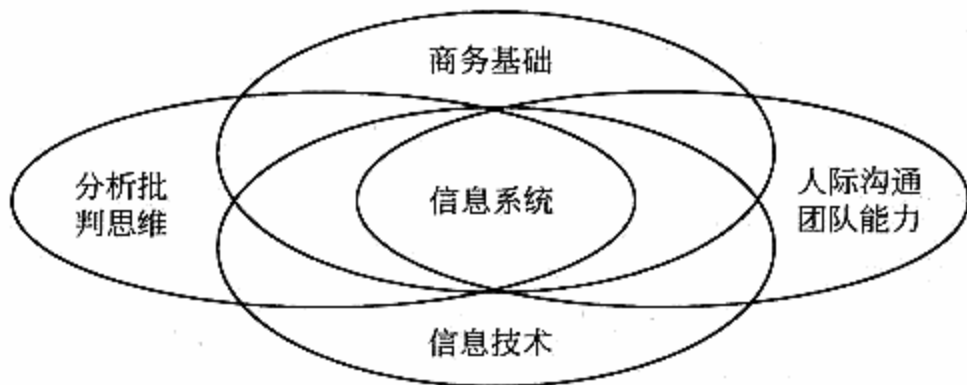 商务基础
分析批
判思维
信息系统
人际沟通
团队能力
信息技术